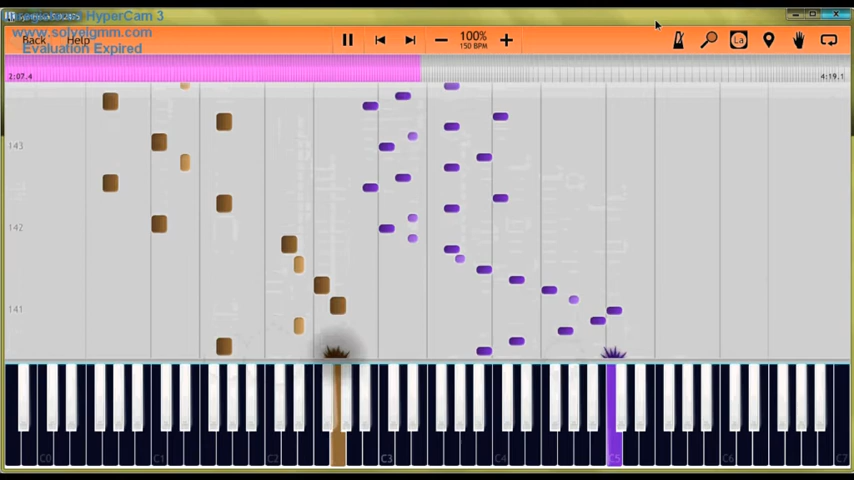 HyperCam 3
www.solveigmm.com
Evaluation Expired
Back Help
100%
150 BPM
La
2:07.4
4:19.1
143
142
141
C0 C1 C2 C3 C4 C5 C6 C7